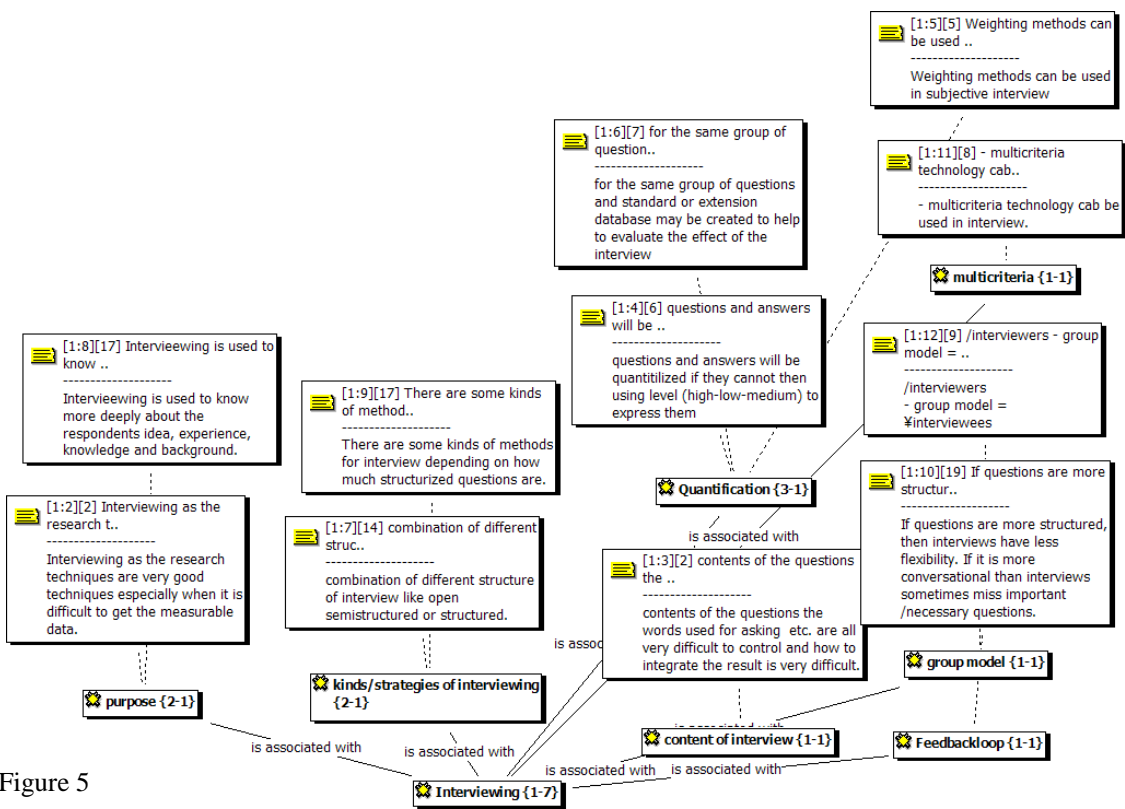 [1:5][5] Weighting methods can
be used ..
--------------------
Weighting methods can be used
in subjective interview
[1:6][7] for the same group of
question..
--------------------
for the same group of questions
and standard or extension
database may be created to help
to evaluate the effect of the
interview
[1:11][8] - multicriteria
technology cab..
--------------------
- multicriteria technology cab be
used in interview.
multicriteria {1-1}
[1:4][6] questions and answers
will be ..
--------------------
questions and answers will be
quantitilized if they cannot then
using level (high-low-medium) to
express them
[1:12][9] /interviewers - group
model = ..
--------------------
/interviewers
- group model =
¥interviewees
[1:8][17] Intervieewing is used to
know ..
--------------------
Intervieewing is used to know
more deeply about the
respondents idea, experience,
knowledge and background.
[1:9][17] There are some kinds
of method..
--------------------
There are some kinds of methods
for interview depending on how
much structurized questions are.
[1:10][19] If questions are more
structur..
--------------------
If questions are more structured,
then interviews have less
flexibility. If it is more
conversational than interviews
sometimes miss important
/necessary questions.
Quantification {3-1}
is associated with
[1:2][2] Interviewing as the
research t..
--------------------
Interviewing as the research
techniques are very good
techniques especially when it is
difficult to get the measurable
data.
[1:7][14] combination of different
struc..
--------------------
combination of different structure
of interview like open
semistructured or structured.
[1:3][2] contents of the questions
the ..
--------------------
contents of the questions the
words used for asking etc. are all
very difficult to control and how to
integrate the result is very difficult.
is assoc
group model {1-1}
purpose {2-1}
kinds/strategies of interviewing
{2-1}
is associated with
content of interview {1-1}
Feedbackloop {1-1}
is associated with
is associated with
is associated with
is associated with
Interviewing {1-7}
Figure 5